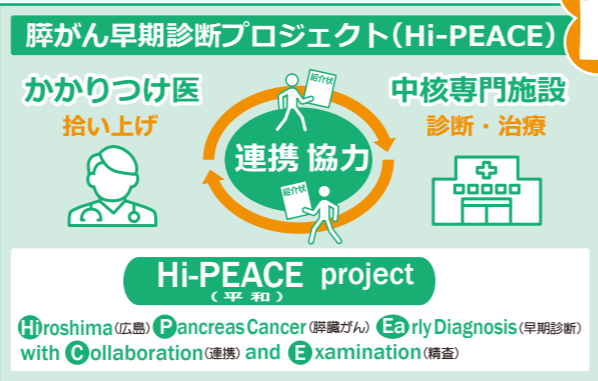 膵がん早期診断プロジェクト（Hi-PEACE）
かかりつけ医
拾い上げ
紹介状
連携 協力
紹介状
中核専門施設
診断・治療
Hi-PEACE project
（平 和）
Hiroshima（広島） Pancreas Cancer（膵臓がん） Early Diagnosis（早期診断）
with Collaboration（連携） and Examination（精査）